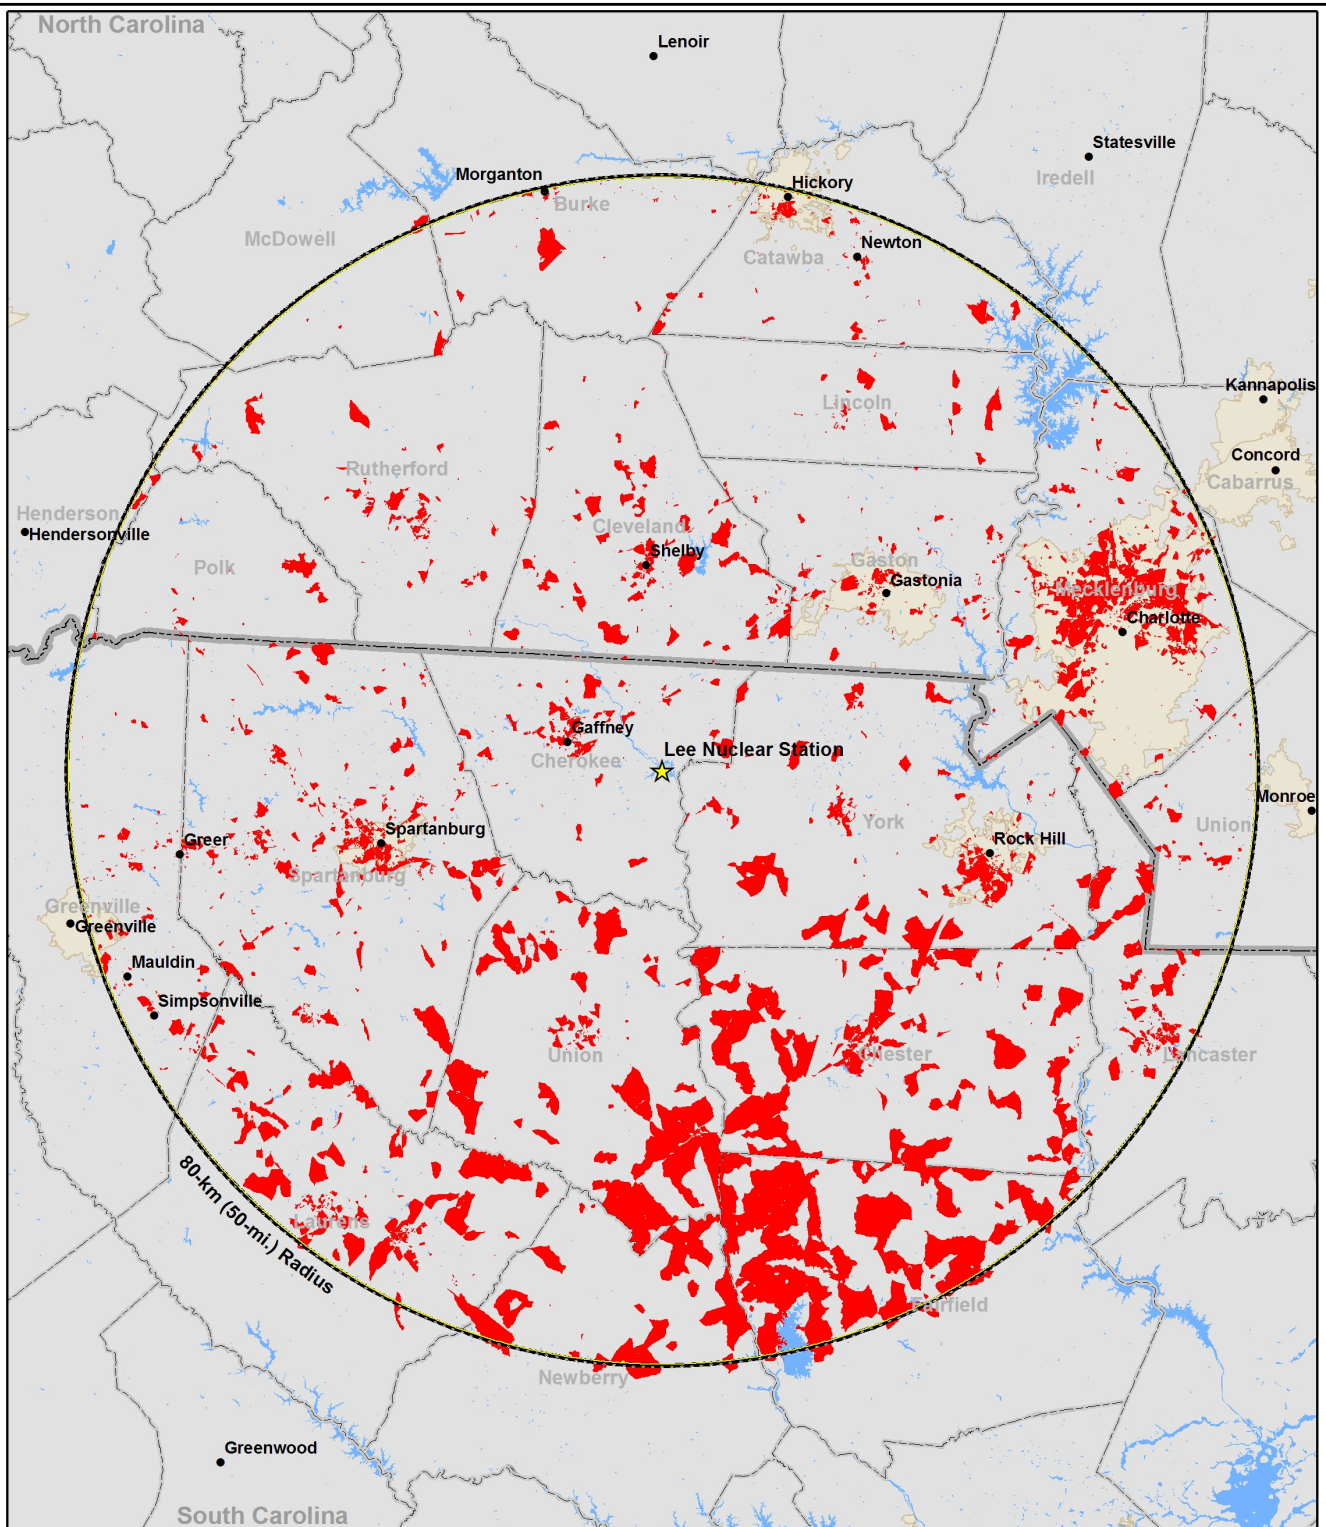 North Carolina
Lenoir
Statesville
Iredell
Morganton
Hickory
Burke
McDowell
Newton
Catawba
Kannapolis
Lincoln
Concord
Rutherford
Cabarrus
Henderson
Hendersonville
Cleveland
Shelby
Gaston
Polk
Gastonia
Mecklenburg
Charlotte
Gaffney
Lee Nuclear Station
Cherokee
Monroe
York
Union
Spartanburg
Greer
Rock Hill
Spartanburg
Greenville
Greenville
Mauldin
Simpsonville
Union
Chester
Lancaster
80-km (50-mi.) Radius
Laurens
Fairfield
Newberry
Greenwood
South Carolina